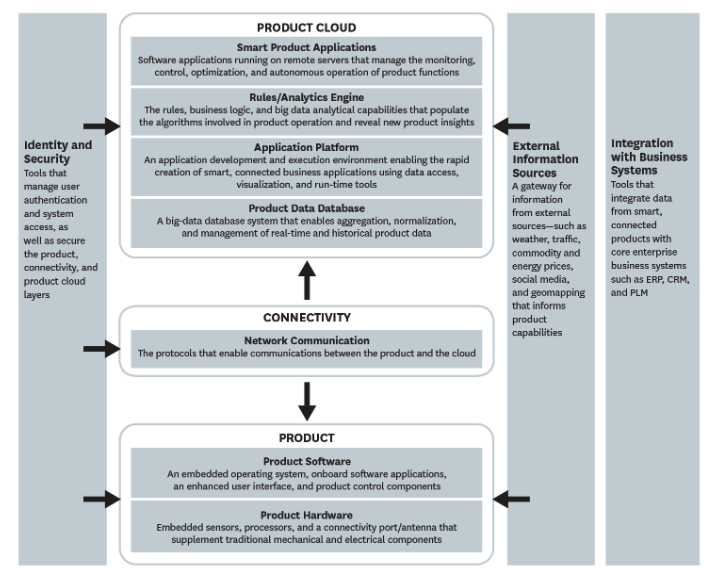 PRODUCT CLOUD
Smart Product Applications
Software applications running on remote servers that manage the monitoring,
control, optimization, and autonomous operation of product functions
Rules/Analytics Engine
The rules, business logic, and big data analytical capabilities that populate
the algorithms involved in product operation and reveal new product insights
Application Platform
An application development and execution environment enabling the rapid
creation of smart, connected business applications using data access,
visualization, and run-time tools
Product Data Database
A big-data database system that enables aggregation, normalization,
and management of real-time and historical product data
CONNECTIVITY
Network Communication
The protocols that enable communications between the product and the cloud
PRODUCT
Product Software
An embedded operating system, onboard software applications,
an enhanced user interface, and product control components
Product Hardware
Embedded sensors, processors, and a connectivity port/antenna that
supplement traditional mechanical and electrical components
Identity and
Security
Tools that
manage user
authentication
and system
access, as
well as secure
the product,
connectivity, and
product cloud
layers
External
Information
Sources
A gateway for
information
from external
sources—such as
weather, traffic,
commodity and
energy prices,
social media,
and geomapping
that informs
product
capabilities
Integration
with Business
Systems
Tools that
integrate data
from smart,
connected
products with
core enterprise
business systems
such as ERP, CRM,
and PLM